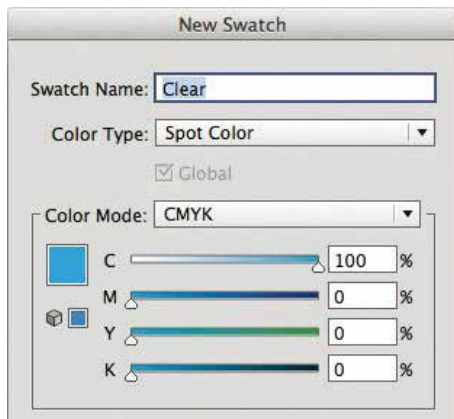 New Swatch
Swatch Name: Clear
Color Type: Spot Color
Global
Color Mode: CMYK
C 100 %
M 0 %
Y 0 %
K 0 %